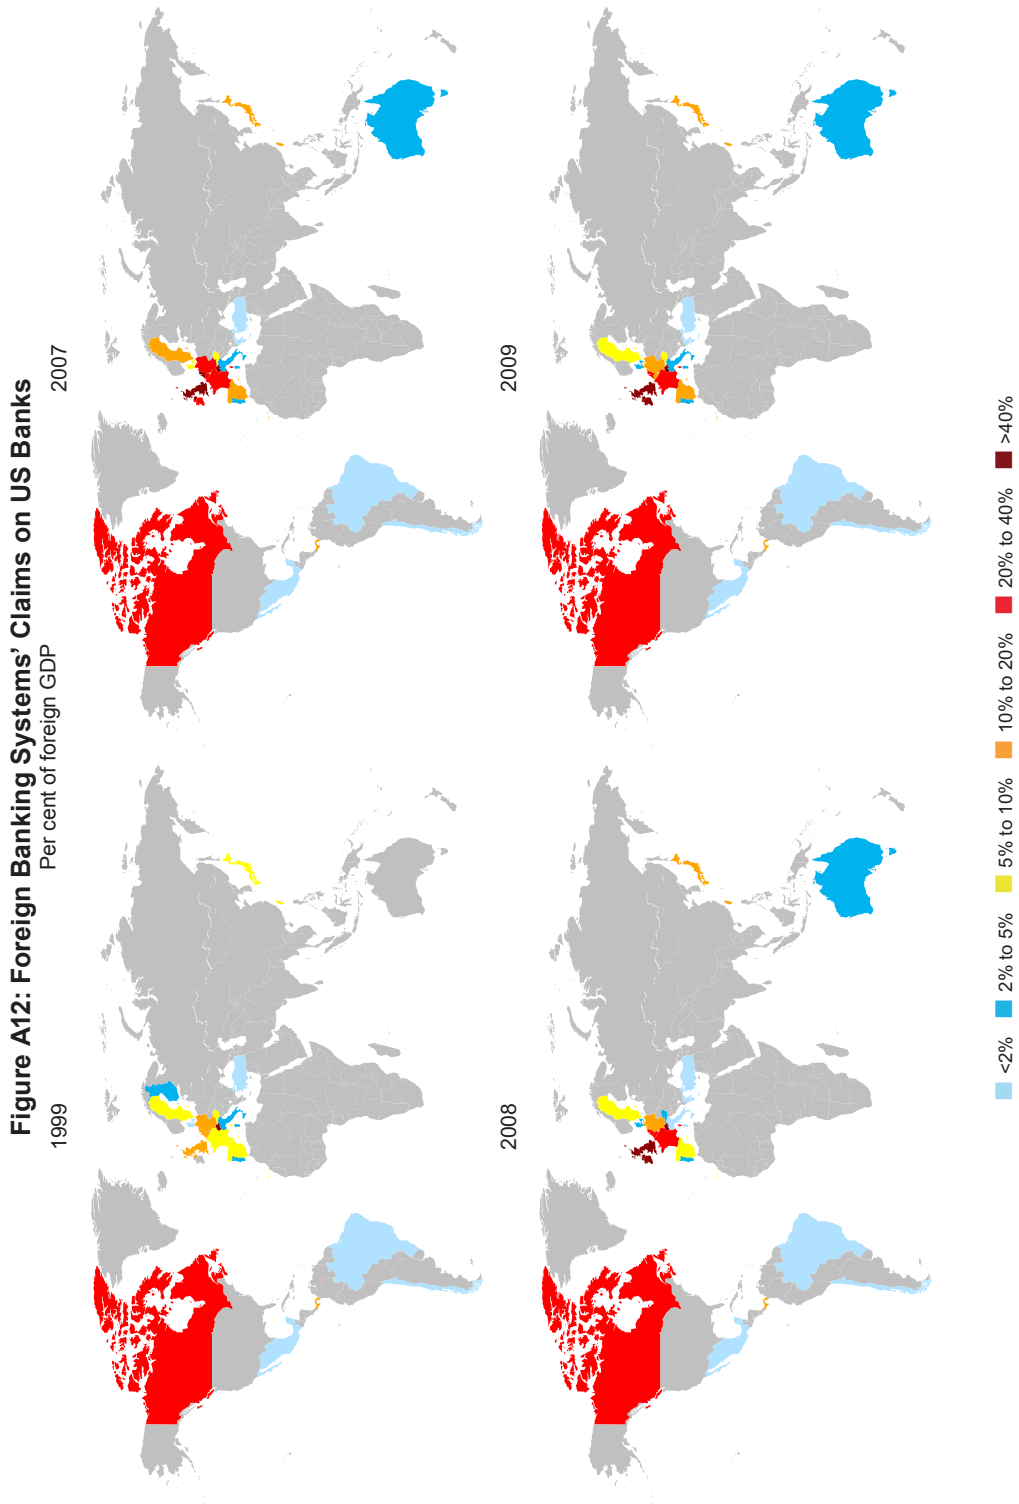 Figure A12: Foreign Banking Systems’ Claims on US Banks
Per cent of foreign GDP
1999
2007
2008
2009
<2%
2% to 5%
5% to 10%
10% to 20%
20% to 40%
>40%